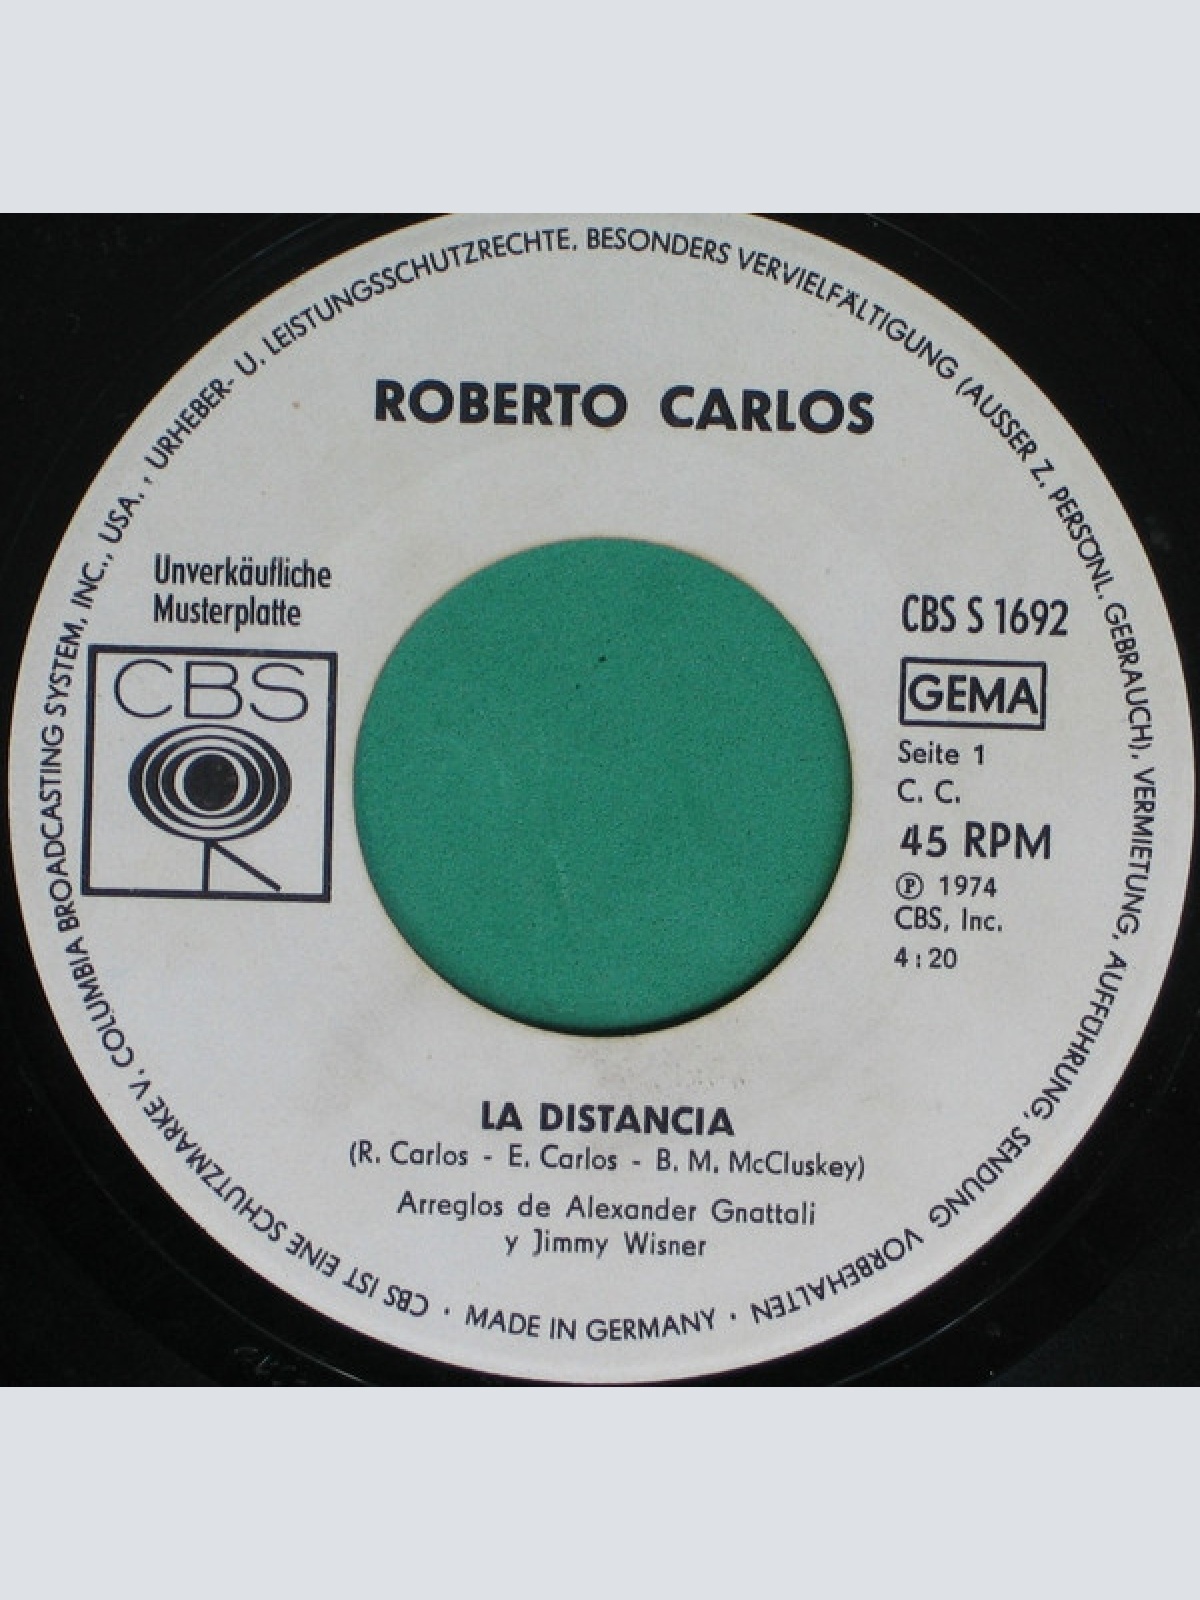 CBS IST EINE SCHUTZMARKE V. COLUMBIA BROADCASTING SYSTEM, INC., USA. , URHEBER- U. LEISTUNGSSCHUTZRECHTE, BESONDERS VERVIELFÄLTIGUNG (AUSSER Z. PERSÖNL. GEBRAUCH), VERMIETUNG, AUFFÜHRUNG, SENDUNG VORBEHALTEN · MADE IN GERMANY ·
ROBERTO CARLOS
Unverkäufliche
Musterplatte
CBS
CBS S 1692
GEMA
Seite 1
C. C.
45 RPM
℗ 1974
CBS, Inc.
4:20
LA DISTANCIA
(R. Carlos - E. Carlos - B. M. McCluskey)
Arreglos de Alexander Gnattali
y Jimmy Wisner